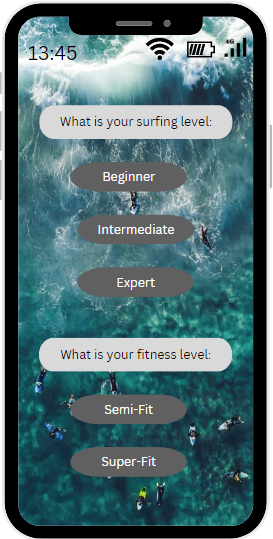 13:45
4G
What is your surfing level:
Beginner
Intermediate
Expert
What is your fitness level:
Semi-Fit
Super-Fit